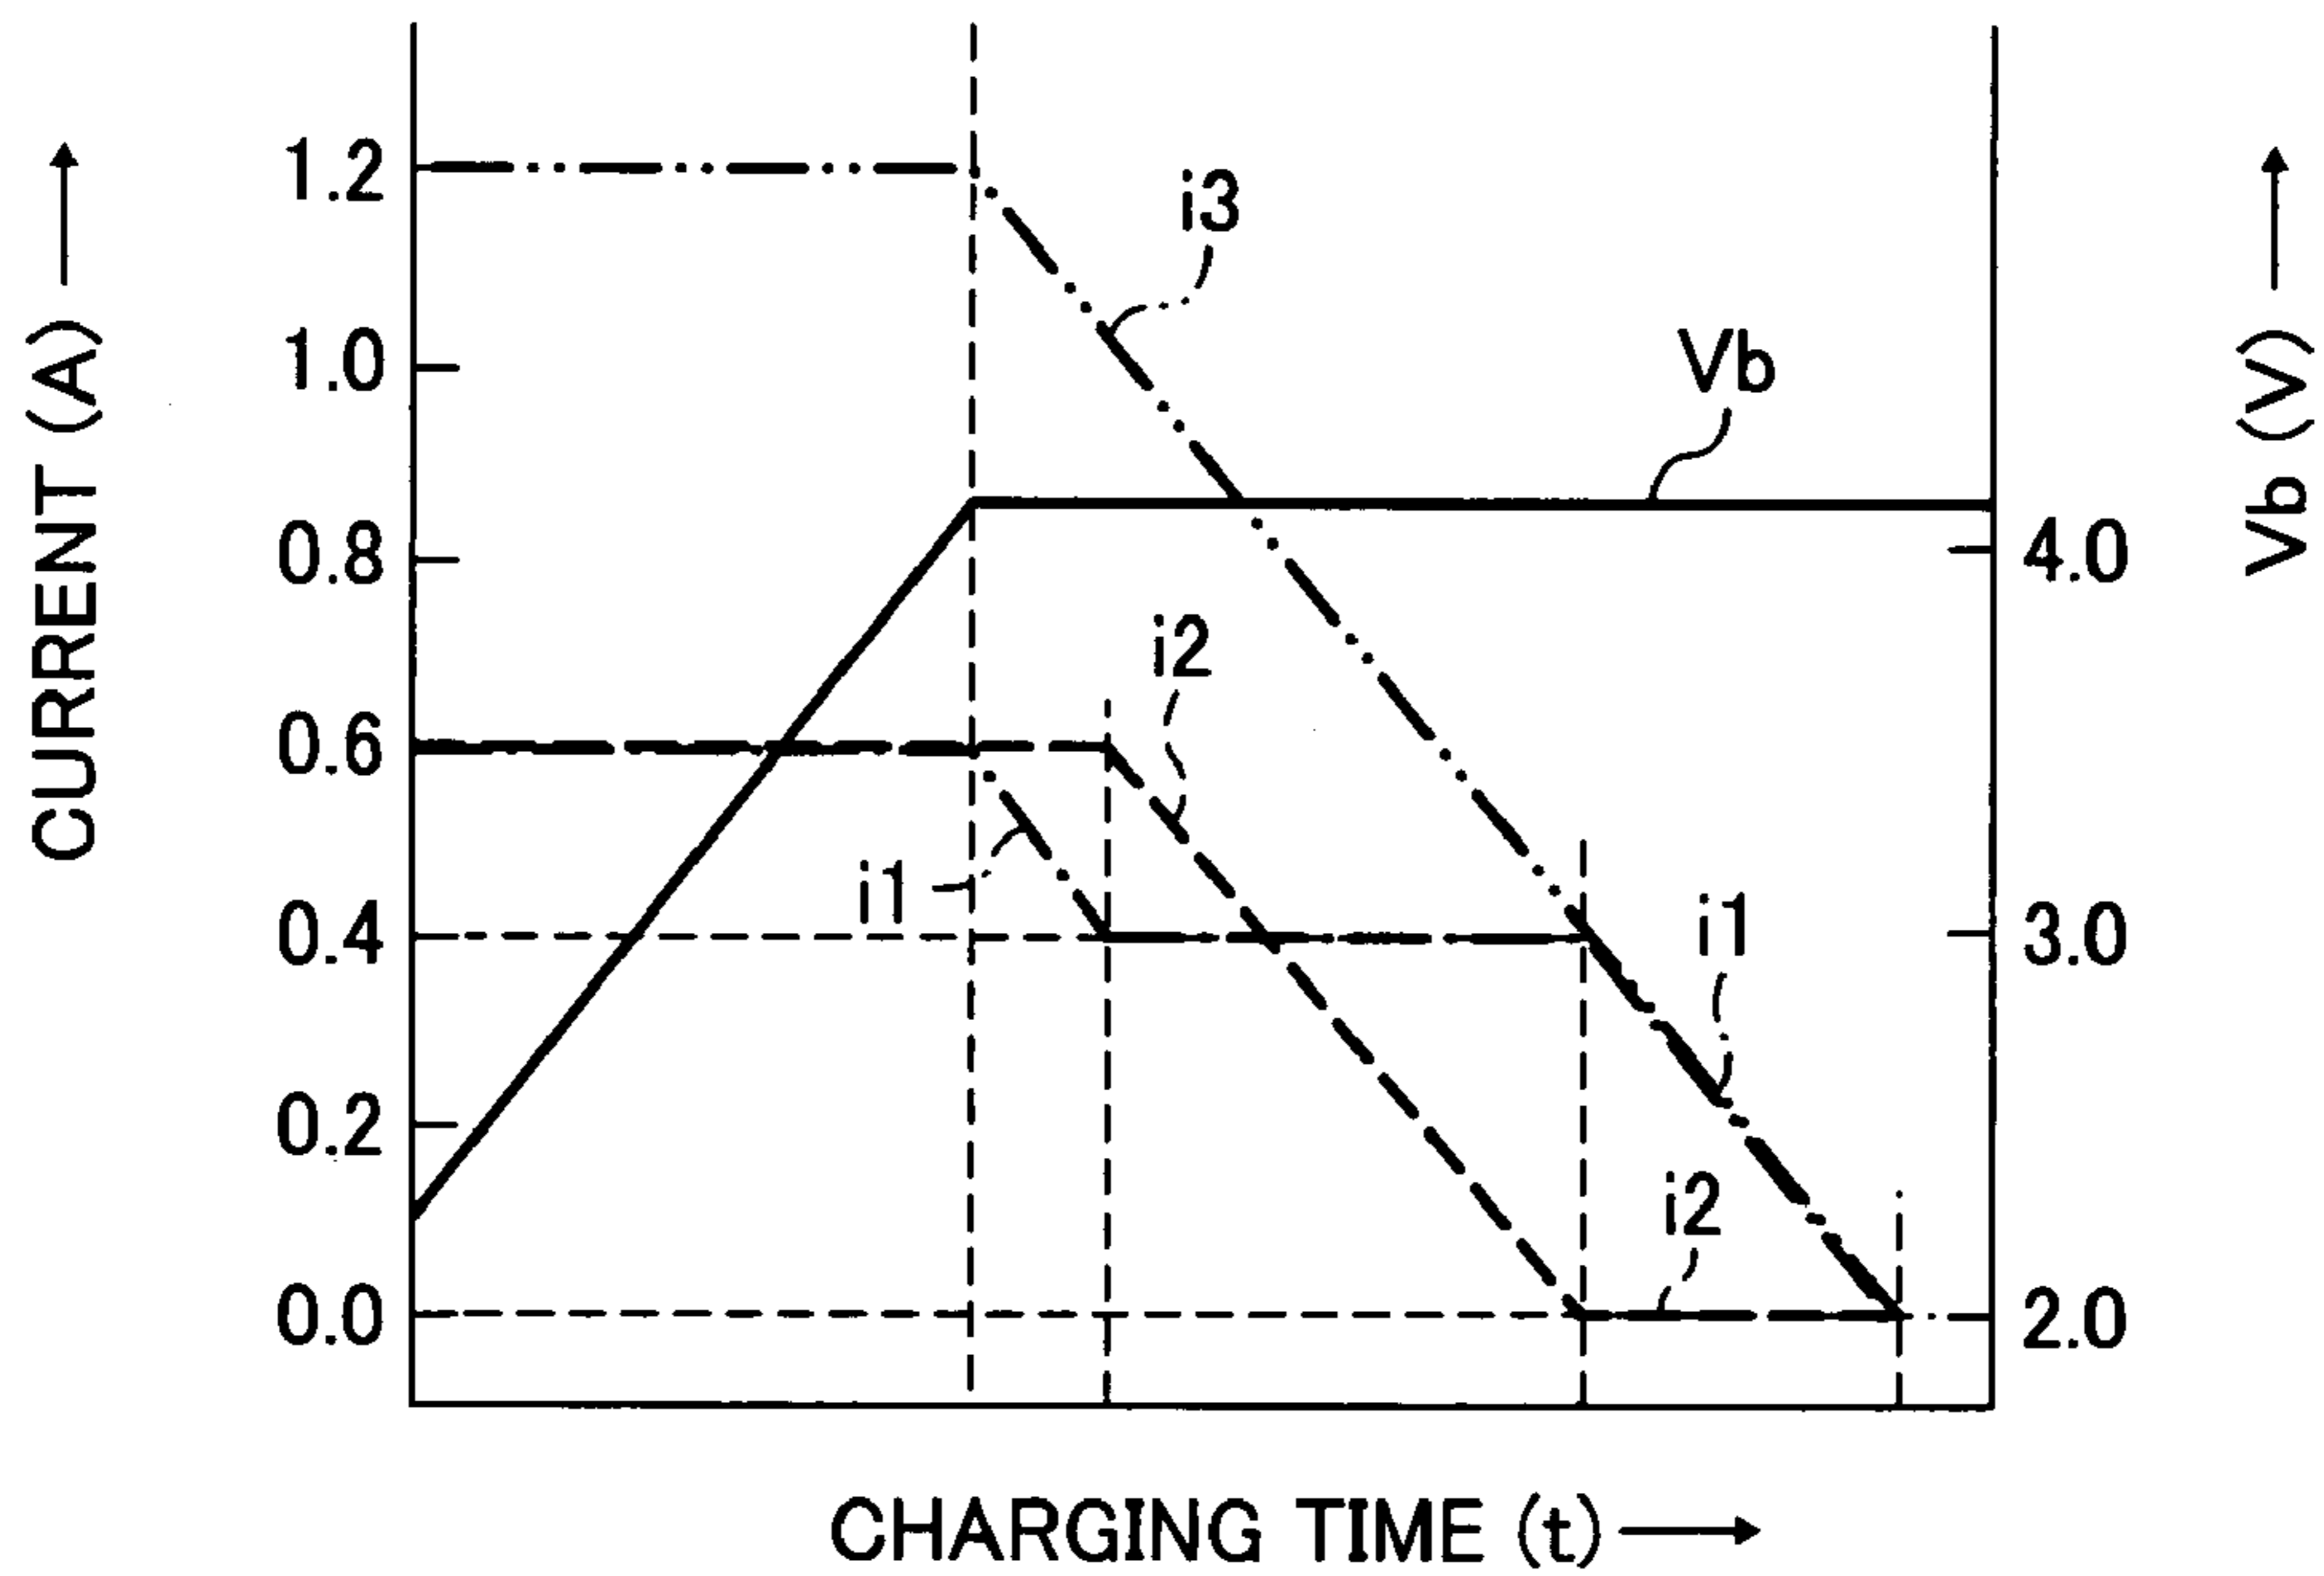 CURRENT (A)
1.2
1.0
0.8
0.6
0.4
0.2
0.0
i3
Vb
i2
i1
i1
i2
4.0
3.0
2.0
Vb (V)
CHARGING TIME (t)